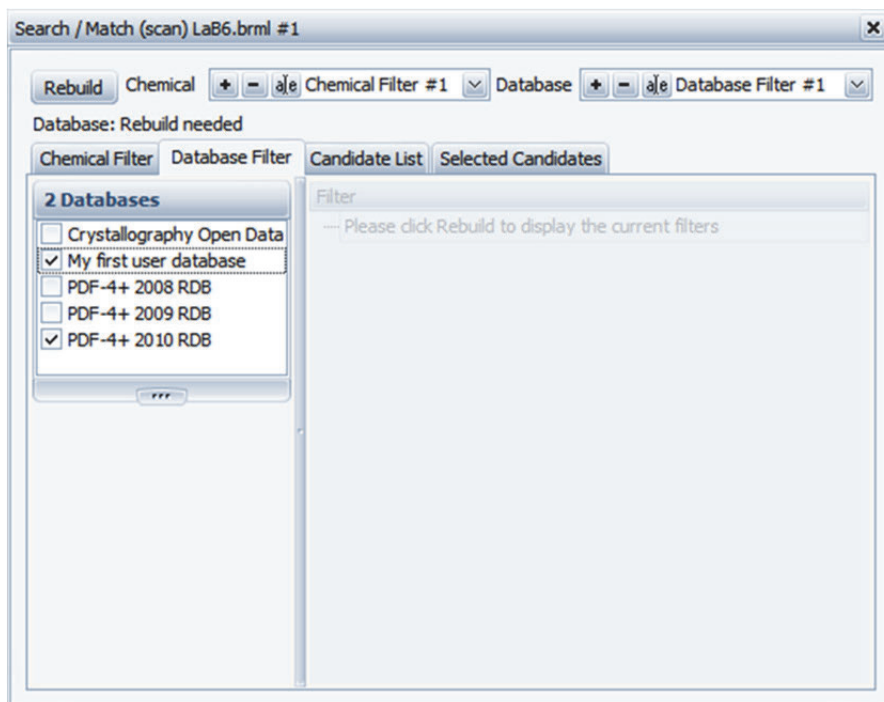 Search / Match (scan) LaB6.brml #1
Rebuild Chemical + - a|e Chemical Filter #1 Database + - a|e Database Filter #1
Database: Rebuild needed
Chemical Filter Database Filter Candidate List Selected Candidates
2 Databases
Filter
Crystallography Open Data
Please click Rebuild to display the current filters
My first user database
PDF-4+ 2008 RDB
PDF-4+ 2009 RDB
PDF-4+ 2010 RDB